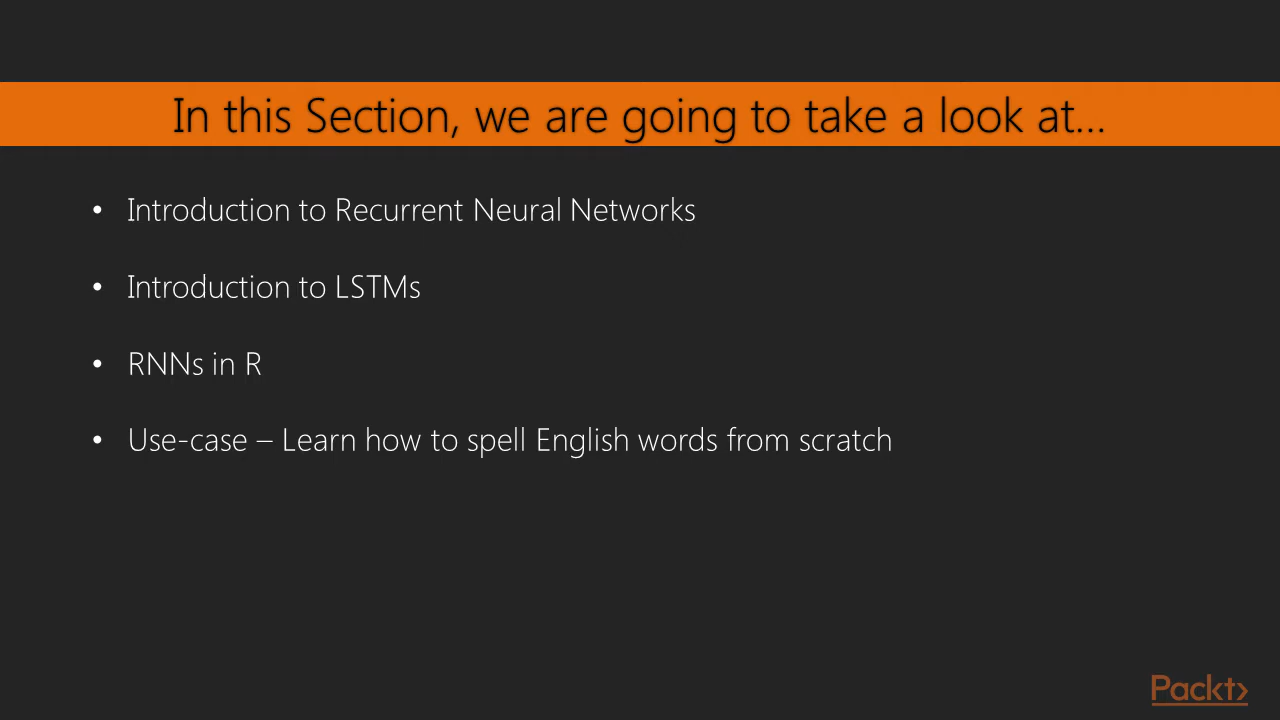 In this Section, we are going to take a look at...
• Introduction to Recurrent Neural Networks
• Introduction to LSTMs
• RNNs in R
• Use-case – Learn how to spell English words from scratch
Packt>